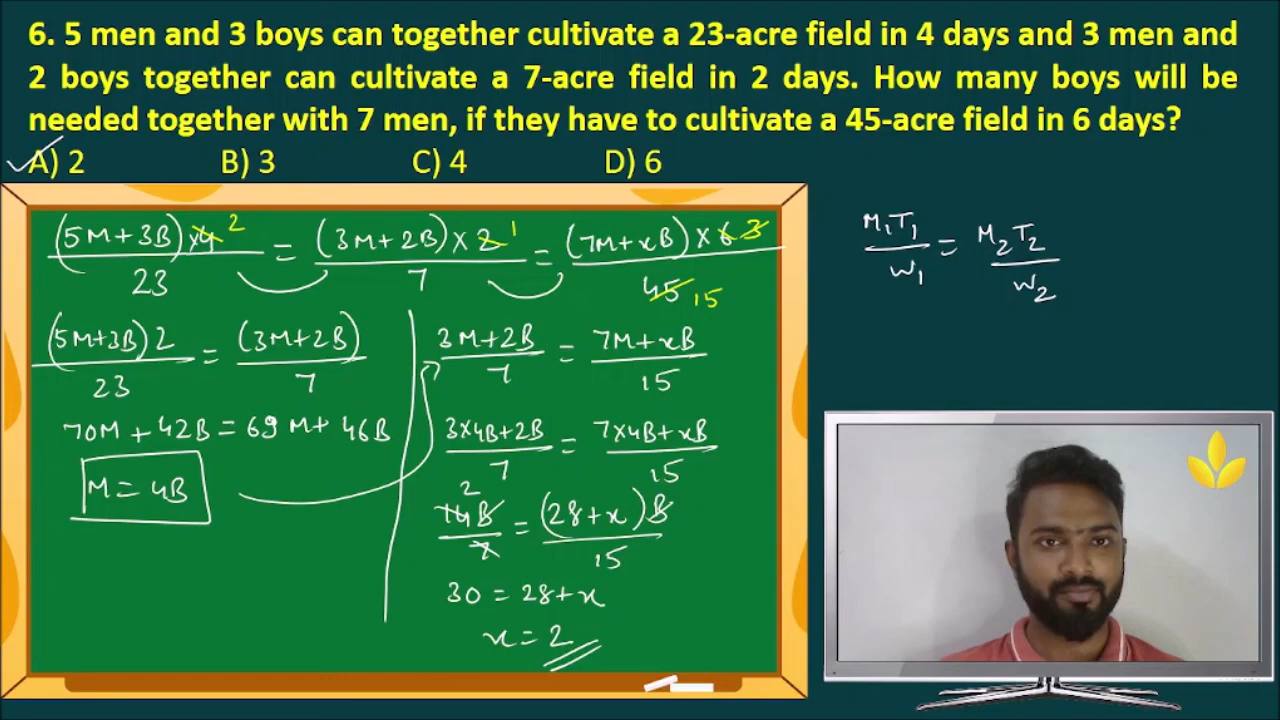 6. 5 men and 3 boys can together cultivate a 23-acre field in 4 days and 3 men and
2 boys together can cultivate a 7-acre field in 2 days. How many boys will be
needed together with 7 men, if they have to cultivate a 45-acre field in 6 days?
A) 2 B) 3 C) 4 D) 6
(5M+3B)×4 2 / 23 = (3M+2B)×2 1 / 7 = (7M+xB)×6 3 / 45 15
M₁T₁ / W₁ = M₂T₂ / W₂
(5M+3B)2 / 23 = (3M+2B) / 7
70M + 42B = 69M + 46B
M = 4B
3M+2B / 7 = 7M+xB / 15
3×4B+2B / 7 = 7×4B+xB / 15
2
14B / 7 = (28+x)B / 15
30 = 28+x
x = 2